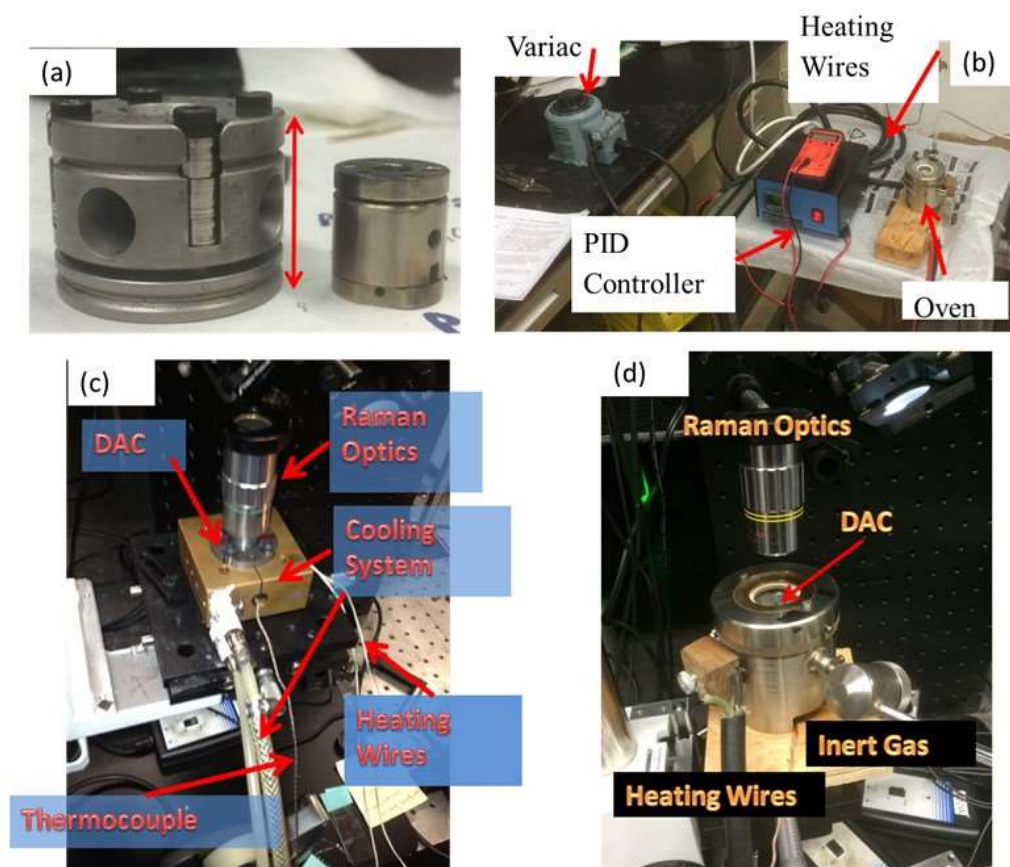 (a)
Variac
Heating
Wires
(b)
PID
Controller
Oven
(c)
DAC
Raman
Optics
Cooling
System
Heating
Wires
Thermocouple
(d)
Raman Optics
DAC
Inert Gas
Heating Wires